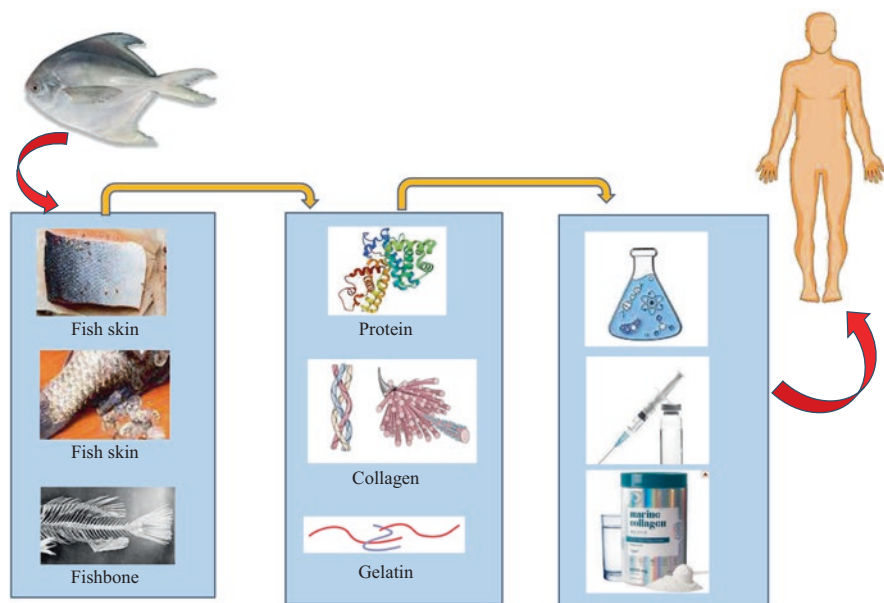 Fish skin
Fish skin
Fishbone
Protein
Collagen
Gelatin
marine
collagen